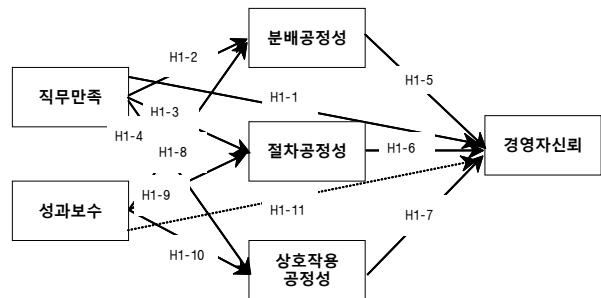 분배공정성
H1-2
H1-5
직무만족
H1-3
H1-1
H1-4
H1-8
절차공정성
H1-6
경영자신뢰
성과보수
H1-9
H1-11
H1-7
H1-10
상호작용
공정성